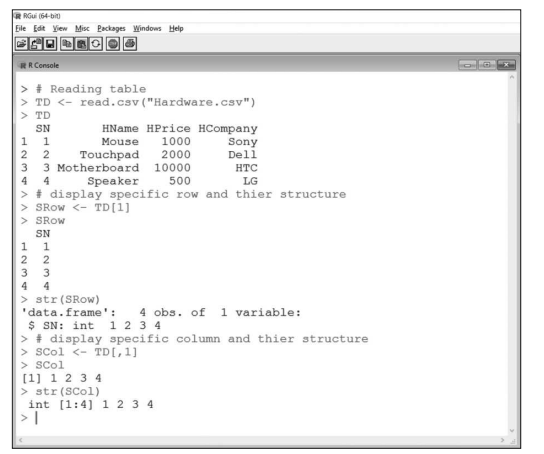 RGui (64-bit)
File Edit View Misc Packages Windows Help
R Console
> # Reading table
> TD <- read.csv("Hardware.csv")
> TD
  SN       HName HPrice HCompany
1  1       Mouse   1000     Sony
2  2    Touchpad   2000     Dell
3  3 Motherboard  10000      HTC
4  4     Speaker    500       LG
> # display specific row and thier structure
> SRow <- TD[1]
> SRow
  SN
1  1
2  2
3  3
4  4
> str(SRow)
'data.frame':   4 obs. of  1 variable:
 $ SN: int  1 2 3 4
> # display specific column and thier structure
> SCol <- TD[,1]
> SCol
[1] 1 2 3 4
> str(SCol)
 int [1:4] 1 2 3 4
> |